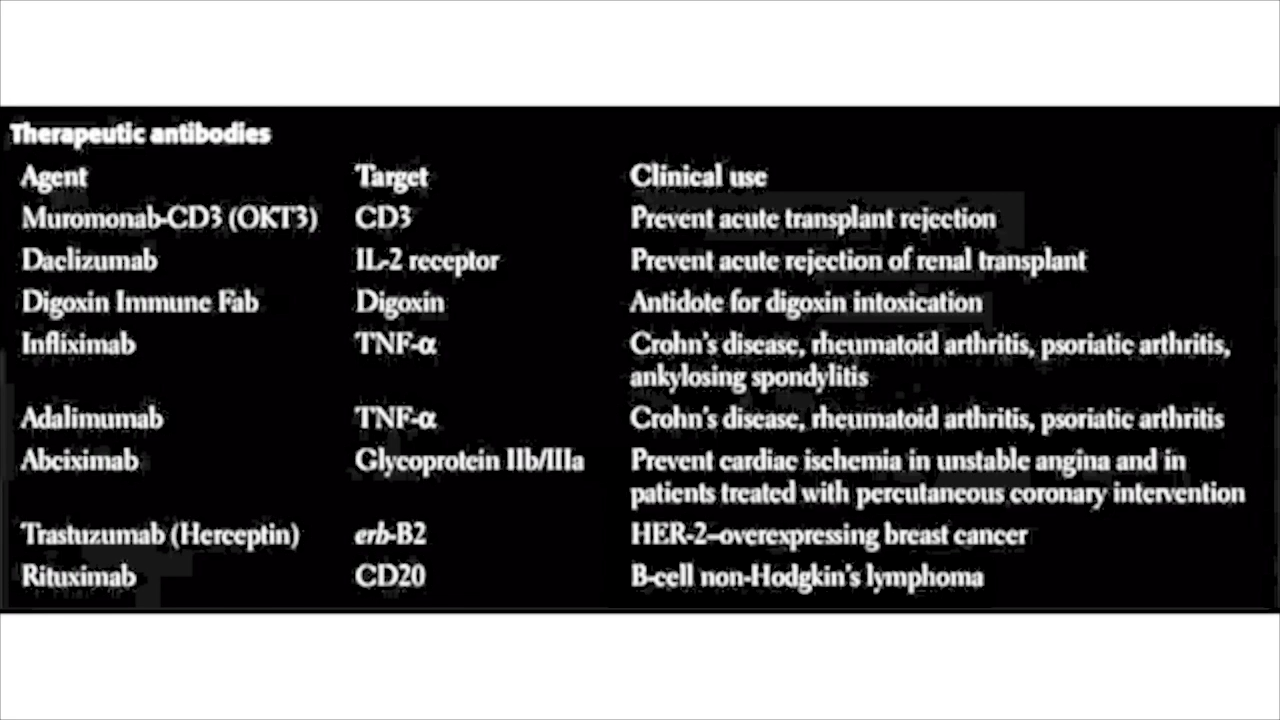 Therapeutic antibodies
Agent Target Clinical use
Muromonab-CD3 (OKT3) CD3 Prevent acute transplant rejection
Daclizumab IL-2 receptor Prevent acute rejection of renal transplant
Digoxin Immune Fab Digoxin Antidote for digoxin intoxication
Infliximab TNF-α Crohn's disease, rheumatoid arthritis, psoriatic arthritis,
ankylosing spondylitis
Adalimumab TNF-α Crohn's disease, rheumatoid arthritis, psoriatic arthritis
Abciximab Glycoprotein IIb/IIIa Prevent cardiac ischemia in unstable angina and in
patients treated with percutaneous coronary intervention
Trastuzumab (Herceptin) erb-B2 HER-2–overexpressing breast cancer
Rituximab CD20 B-cell non-Hodgkin's lymphoma